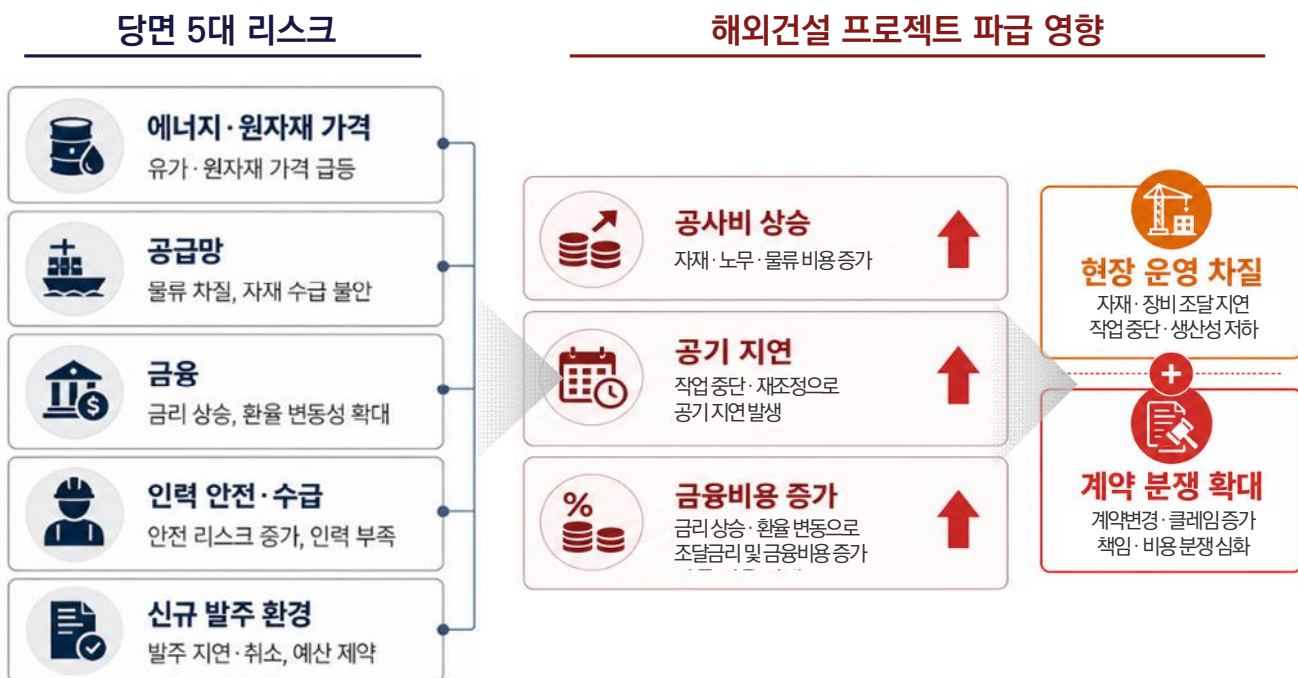 당면 5대 리스크
해외건설 프로젝트 파급 영향
에너지·원자재 가격
유가·원자재 가격 급등
공급망
물류 차질, 자재 수급 불안
금융
금리 상승, 환율 변동성 확대
인력 안전·수급
안전 리스크 증가, 인력 부족
신규 발주 환경
발주 지연·취소, 예산 제약
공사비 상승
자재·노무·물류 비용 증가
공기 지연
작업 중단·재조정으로
공기 지연 발생
%
금융비용 증가
금리 상승·환율 변동으로
조달금리 및 금융비용 증가
현장 운영 차질
자재·장비 조달 지연
작업 중단·생산성 저하
+
계약 분쟁 확대
계약변경·클레임 증가
책임·비용 분쟁 심화